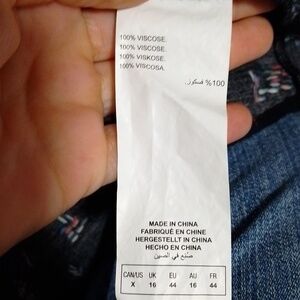 100% VISCOSE.
100% VISCOSE.
100% VISKOSE.
100% VISCOSA.
100% فسكوز.
MADE IN CHINA
FABRIQUÉ EN CHINE
HERGESTELLT IN CHINA
HECHO EN CHINA
صنع في الصين
CAN/US UK EU AU FR
X 16 44 16 44